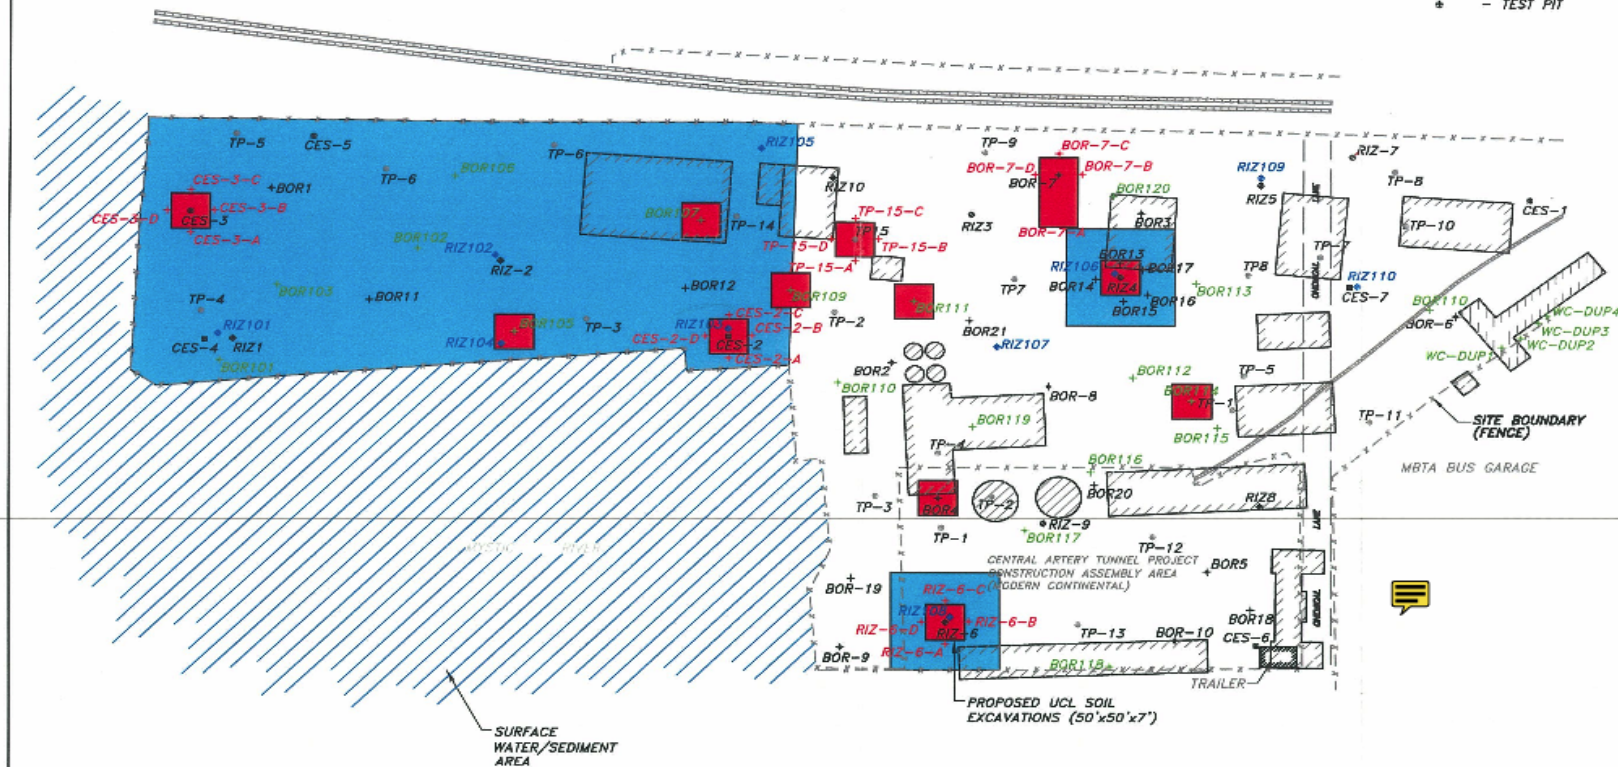 - TEST PIT
TP-5
CES-5
TP-6
TP-6
BOR106
RIZ105
TP-9
BOR-7-C
BOR-7-D
BOR-7-B
BOR-7
BOR-7-A
RIZ109
RIZ5
RIZ-7
TP-8
CES-1
CES-3-C
BOR1
CES-3-D
CES-3-B
CES-3
CES-3-A
BOR107
TP-14
RIZ10
TP-15-C
TP15
TP-15-D
TP-15-B
TP-15-A
RIZ3
BOR120
BOR3
TP-10
TP-7
BOR102
RIZ102
RIZ-2
BOR13
BOR17
RIZ106
BOR14
RIZ4
BOR16
BOR15
TP8
BOR113
RIZ110
CES-7
BOR103
TP-4
BOR11
BOR12
BOR109
TP7
BOR111
CES-2-C
TP-2
BOR21
BOR110
BOR-6
WC-DUP4
WC-DUP3
WC-DUP2
WC-DUP1
RIZ101
CES-4
RIZ1
BOR101
BOR105
RIZ104
TP-3
CES-2-B
CES-2-D
CES-2
CES-2-A
RIZ107
BOR2
BOR110
BOR-8
BOR112
TP-5
BOR114
TP-1
BOR115
TP-11
SITE BOUNDARY
(FENCE)
MBTA BUS GARAGE
BOR119
TP-4
BOR116
BOR20
TP-3
BOR4
TP-2
RIZ-9
RIZ8
LANE
TP-1
BOR117
TP-12
MYSTIC RIVER
CENTRAL ARTERY TUNNEL PROJECT
CONSTRUCTION ASSEMBLY AREA
(MODERN CONTINENTAL)
BOR5
BOR-19
RIZ-6-C
RIZ-6-D
RIZ-6-B
RIZ-6
RIZ-6-A
BOR18
CES-6
TP-13
BOR-10
BOR-9
BOR118
TRAILER
PROPOSED UCL SOIL
EXCAVATIONS (50'x50'x7')
SURFACE
WATER/SEDIMENT
AREA